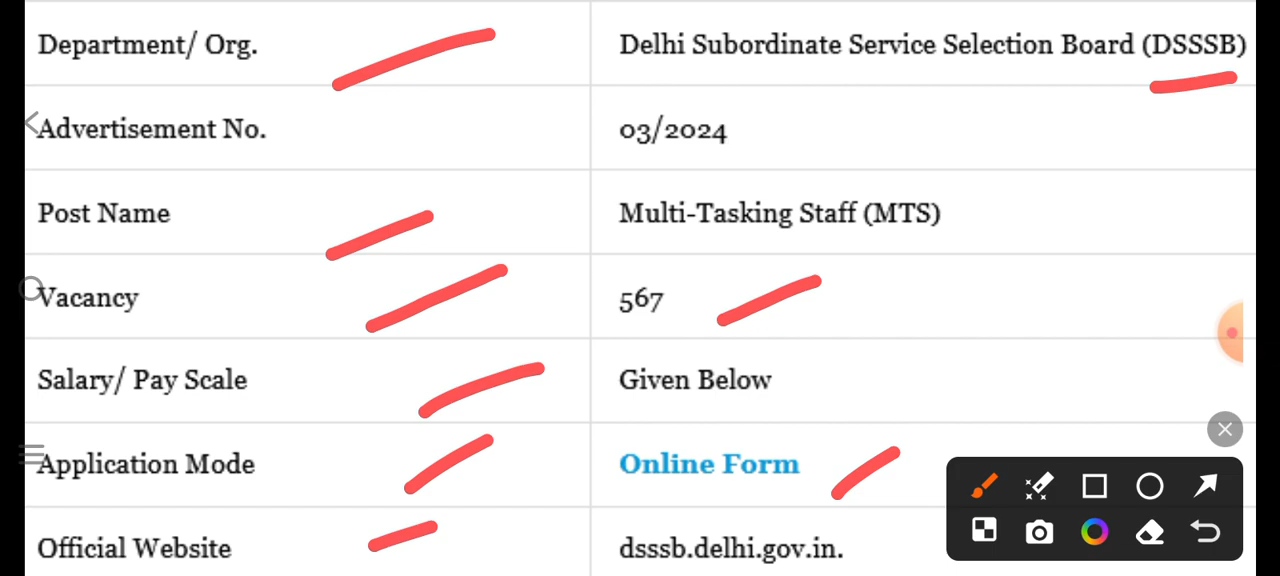 Department/ Org. Delhi Subordinate Service Selection Board (DSSSB)
Advertisement No. 03/2024
Post Name Multi-Tasking Staff (MTS)
Vacancy 567
Salary/ Pay Scale Given Below
Application Mode Online Form
Official Website dsssb.delhi.gov.in.